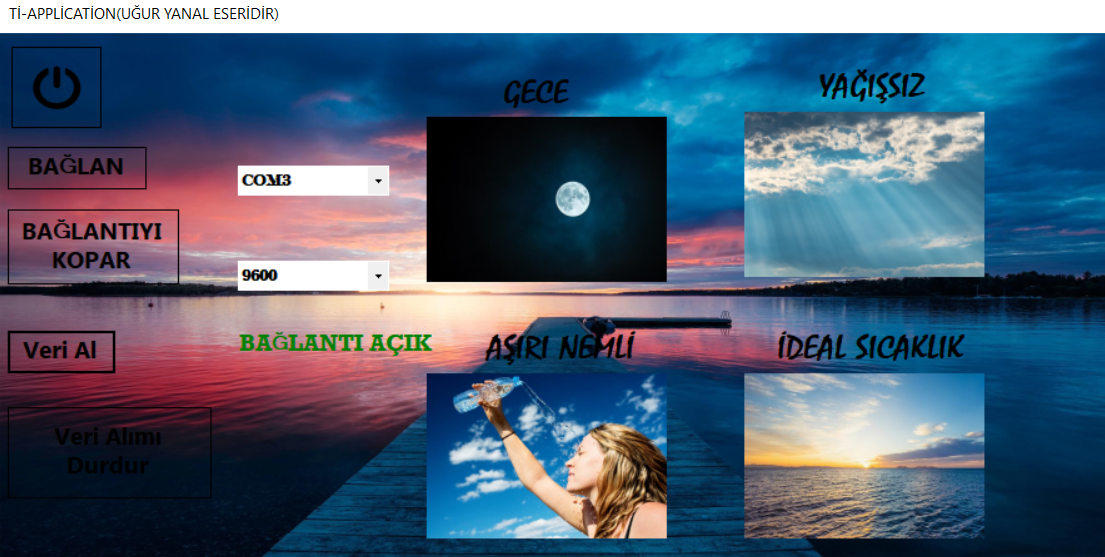 Tİ-APPLİCATİON(UĞUR YANAL ESERİDİR)
GECE
YAĞIŞSIZ
BAĞLAN
COM3
BAĞLANTIYI
KOPAR
9600
Veri Al
BAĞLANTI AÇIK
AŞIRI NEMLİ
İDEAL SICAKLIK
Veri Alımı
Durdur